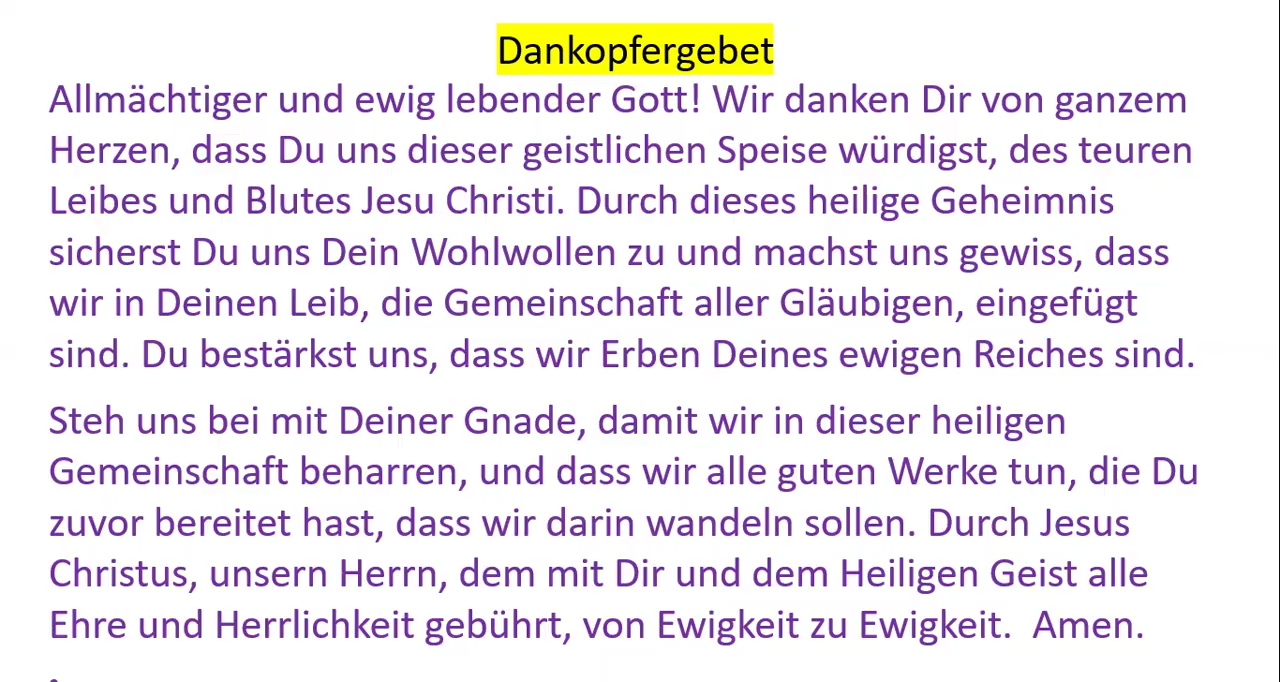 Dankopfergebet
Allmächtiger und ewig lebender Gott! Wir danken Dir von ganzem
Herzen, dass Du uns dieser geistlichen Speise würdigst, des teuren
Leibes und Blutes Jesu Christi. Durch dieses heilige Geheimnis
sicherst Du uns Dein Wohlwollen zu und machst uns gewiss, dass
wir in Deinen Leib, die Gemeinschaft aller Gläubigen, eingefügt
sind. Du bestärkst uns, dass wir Erben Deines ewigen Reiches sind.
Steh uns bei mit Deiner Gnade, damit wir in dieser heiligen
Gemeinschaft beharren, und dass wir alle guten Werke tun, die Du
zuvor bereitet hast, dass wir darin wandeln sollen. Durch Jesus
Christus, unsern Herrn, dem mit Dir und dem Heiligen Geist alle
Ehre und Herrlichkeit gebührt, von Ewigkeit zu Ewigkeit.  Amen.